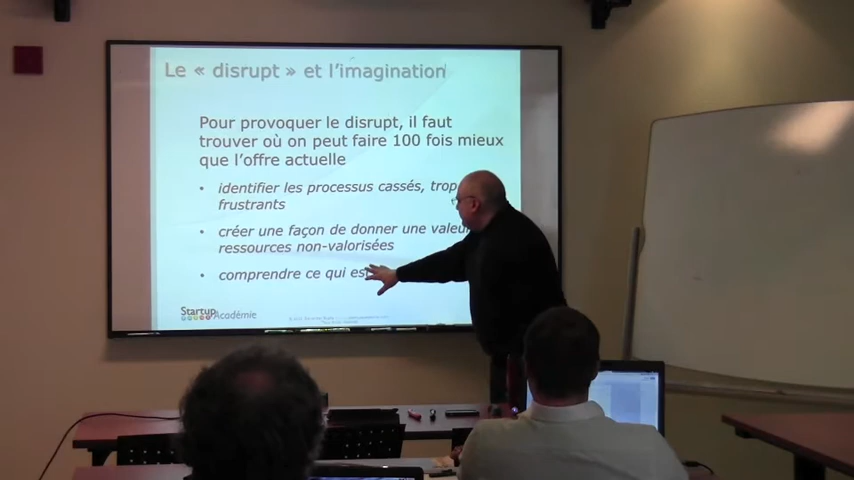 Le « disrupt » et l'imagination
Pour provoquer le disrupt, il faut
trouver où on peut faire 100 fois mieux
que l'offre actuelle
• identifier les processus cassés, trop
frustrants
• créer une façon de donner une valeur
ressources non-valorisées
• comprendre ce qui es
Startup Académie